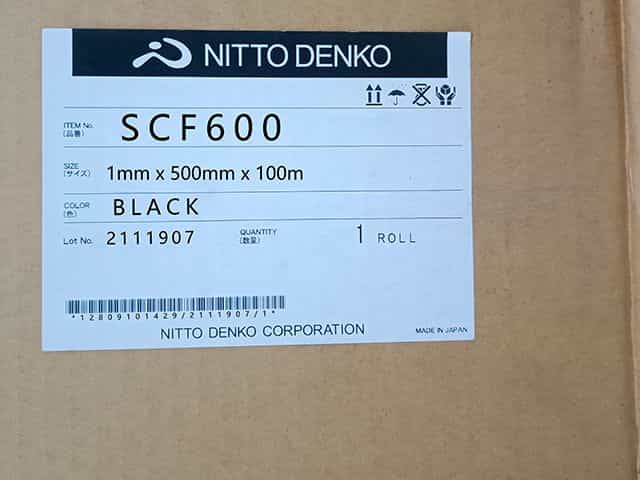 NITTO DENKO
ITEM No. SCF600
(品番)
SIZE 1mm x 500mm x 100m
(サイズ)
COLOR BLACK
(色)
Lot No. 2111907 QUANTITY 1 ROLL
(数量)
*12809101429/2111907/1*
NITTO DENKO CORPORATION MADE IN JAPAN